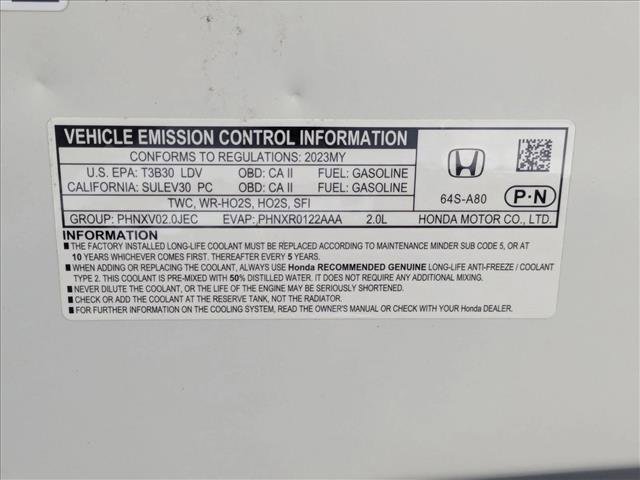 VEHICLE EMISSION CONTROL INFORMATION
CONFORMS TO REGULATIONS: 2023MY
U.S. EPA: T3B30 LDV OBD: CA II FUEL: GASOLINE
CALIFORNIA: SULEV30 PC OBD: CA II FUEL: GASOLINE
TWC, WR-HO2S, HO2S, SFI
GROUP: PHNXV02.0JEC EVAP: PHNXR0122AAA 2.0L
64S-A80 P·N
HONDA MOTOR CO., LTD.
INFORMATION
■ THE FACTORY INSTALLED LONG-LIFE COOLANT MUST BE REPLACED ACCORDING TO MAINTENANCE MINDER SUB CODE 5, OR AT
10 YEARS WHICHEVER COMES FIRST. THEREAFTER EVERY 5 YEARS.
■ WHEN ADDING OR REPLACING THE COOLANT, ALWAYS USE Honda RECOMMENDED GENUINE LONG-LIFE ANTI-FREEZE / COOLANT
TYPE 2. THIS COOLANT IS PRE-MIXED WITH 50% DISTILLED WATER. IT DOES NOT REQUIRE ANY ADDITIONAL MIXING.
■ NEVER DILUTE THE COOLANT, OR THE LIFE OF THE ENGINE MAY BE SERIOUSLY SHORTENED.
■ CHECK OR ADD THE COOLANT AT THE RESERVE TANK, NOT THE RADIATOR.
■ FOR FURTHER INFORMATION ON THE COOLING SYSTEM, READ THE OWNER'S MANUAL OR CHECK WITH YOUR Honda DEALER.